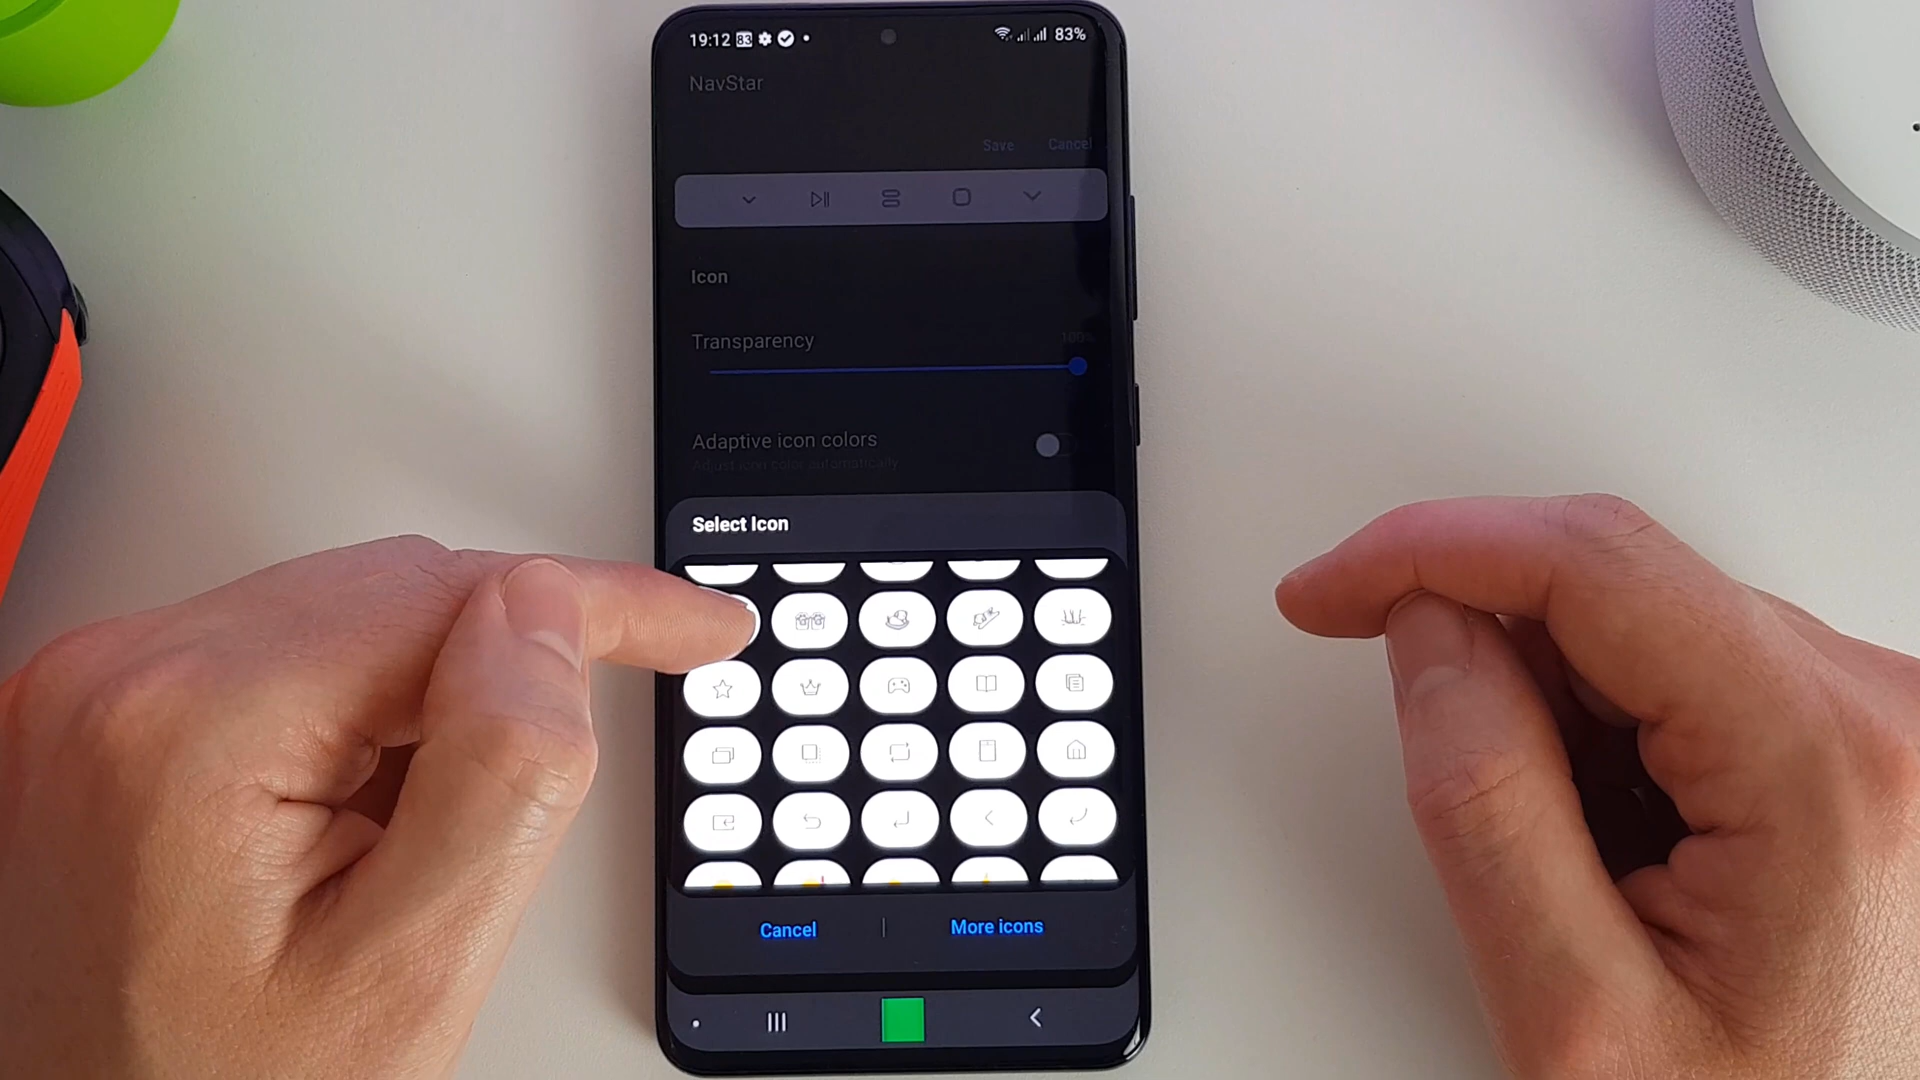 19:12 83 83%
NavStar
Save Cancel
Icon
Transparency 100%
Adaptive icon colors
Adjust icon color automatically
Select Icon
Cancel | More icons